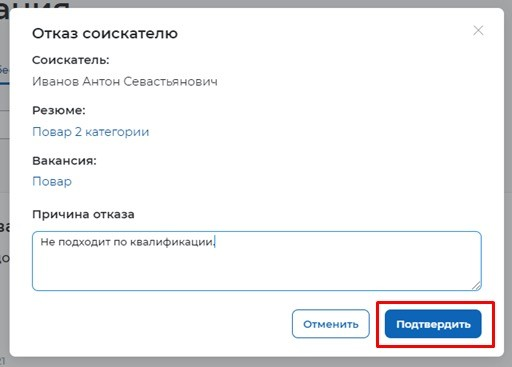 ания
Отказ соискателю
Соискатель:
Иванов Антон Севастьянович
Резюме:
Повар 2 категории
Вакансия:
Повар
Причина отказа
Не подходит по квалификации.
Отменить
Подтвердить